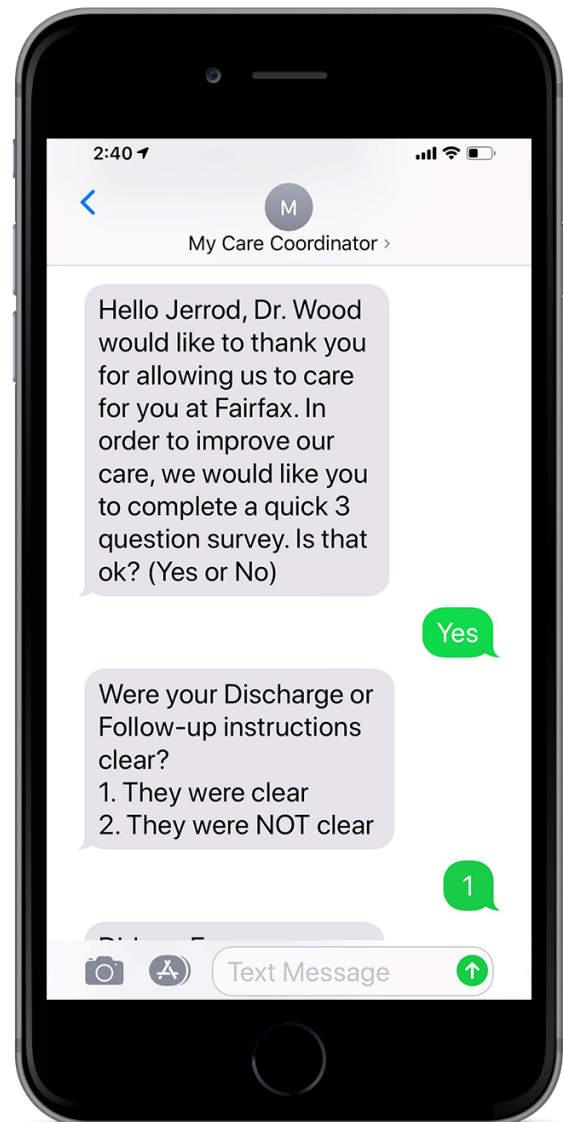 2:40
M
My Care Coordinator
Hello Jerrod, Dr. Wood
would like to thank you
for allowing us to care
for you at Fairfax. In
order to improve our
care, we would like you
to complete a quick 3
question survey. Is that
ok? (Yes or No)
Yes
Were your Discharge or
Follow-up instructions
clear?
1. They were clear
2. They were NOT clear
1
Text Message